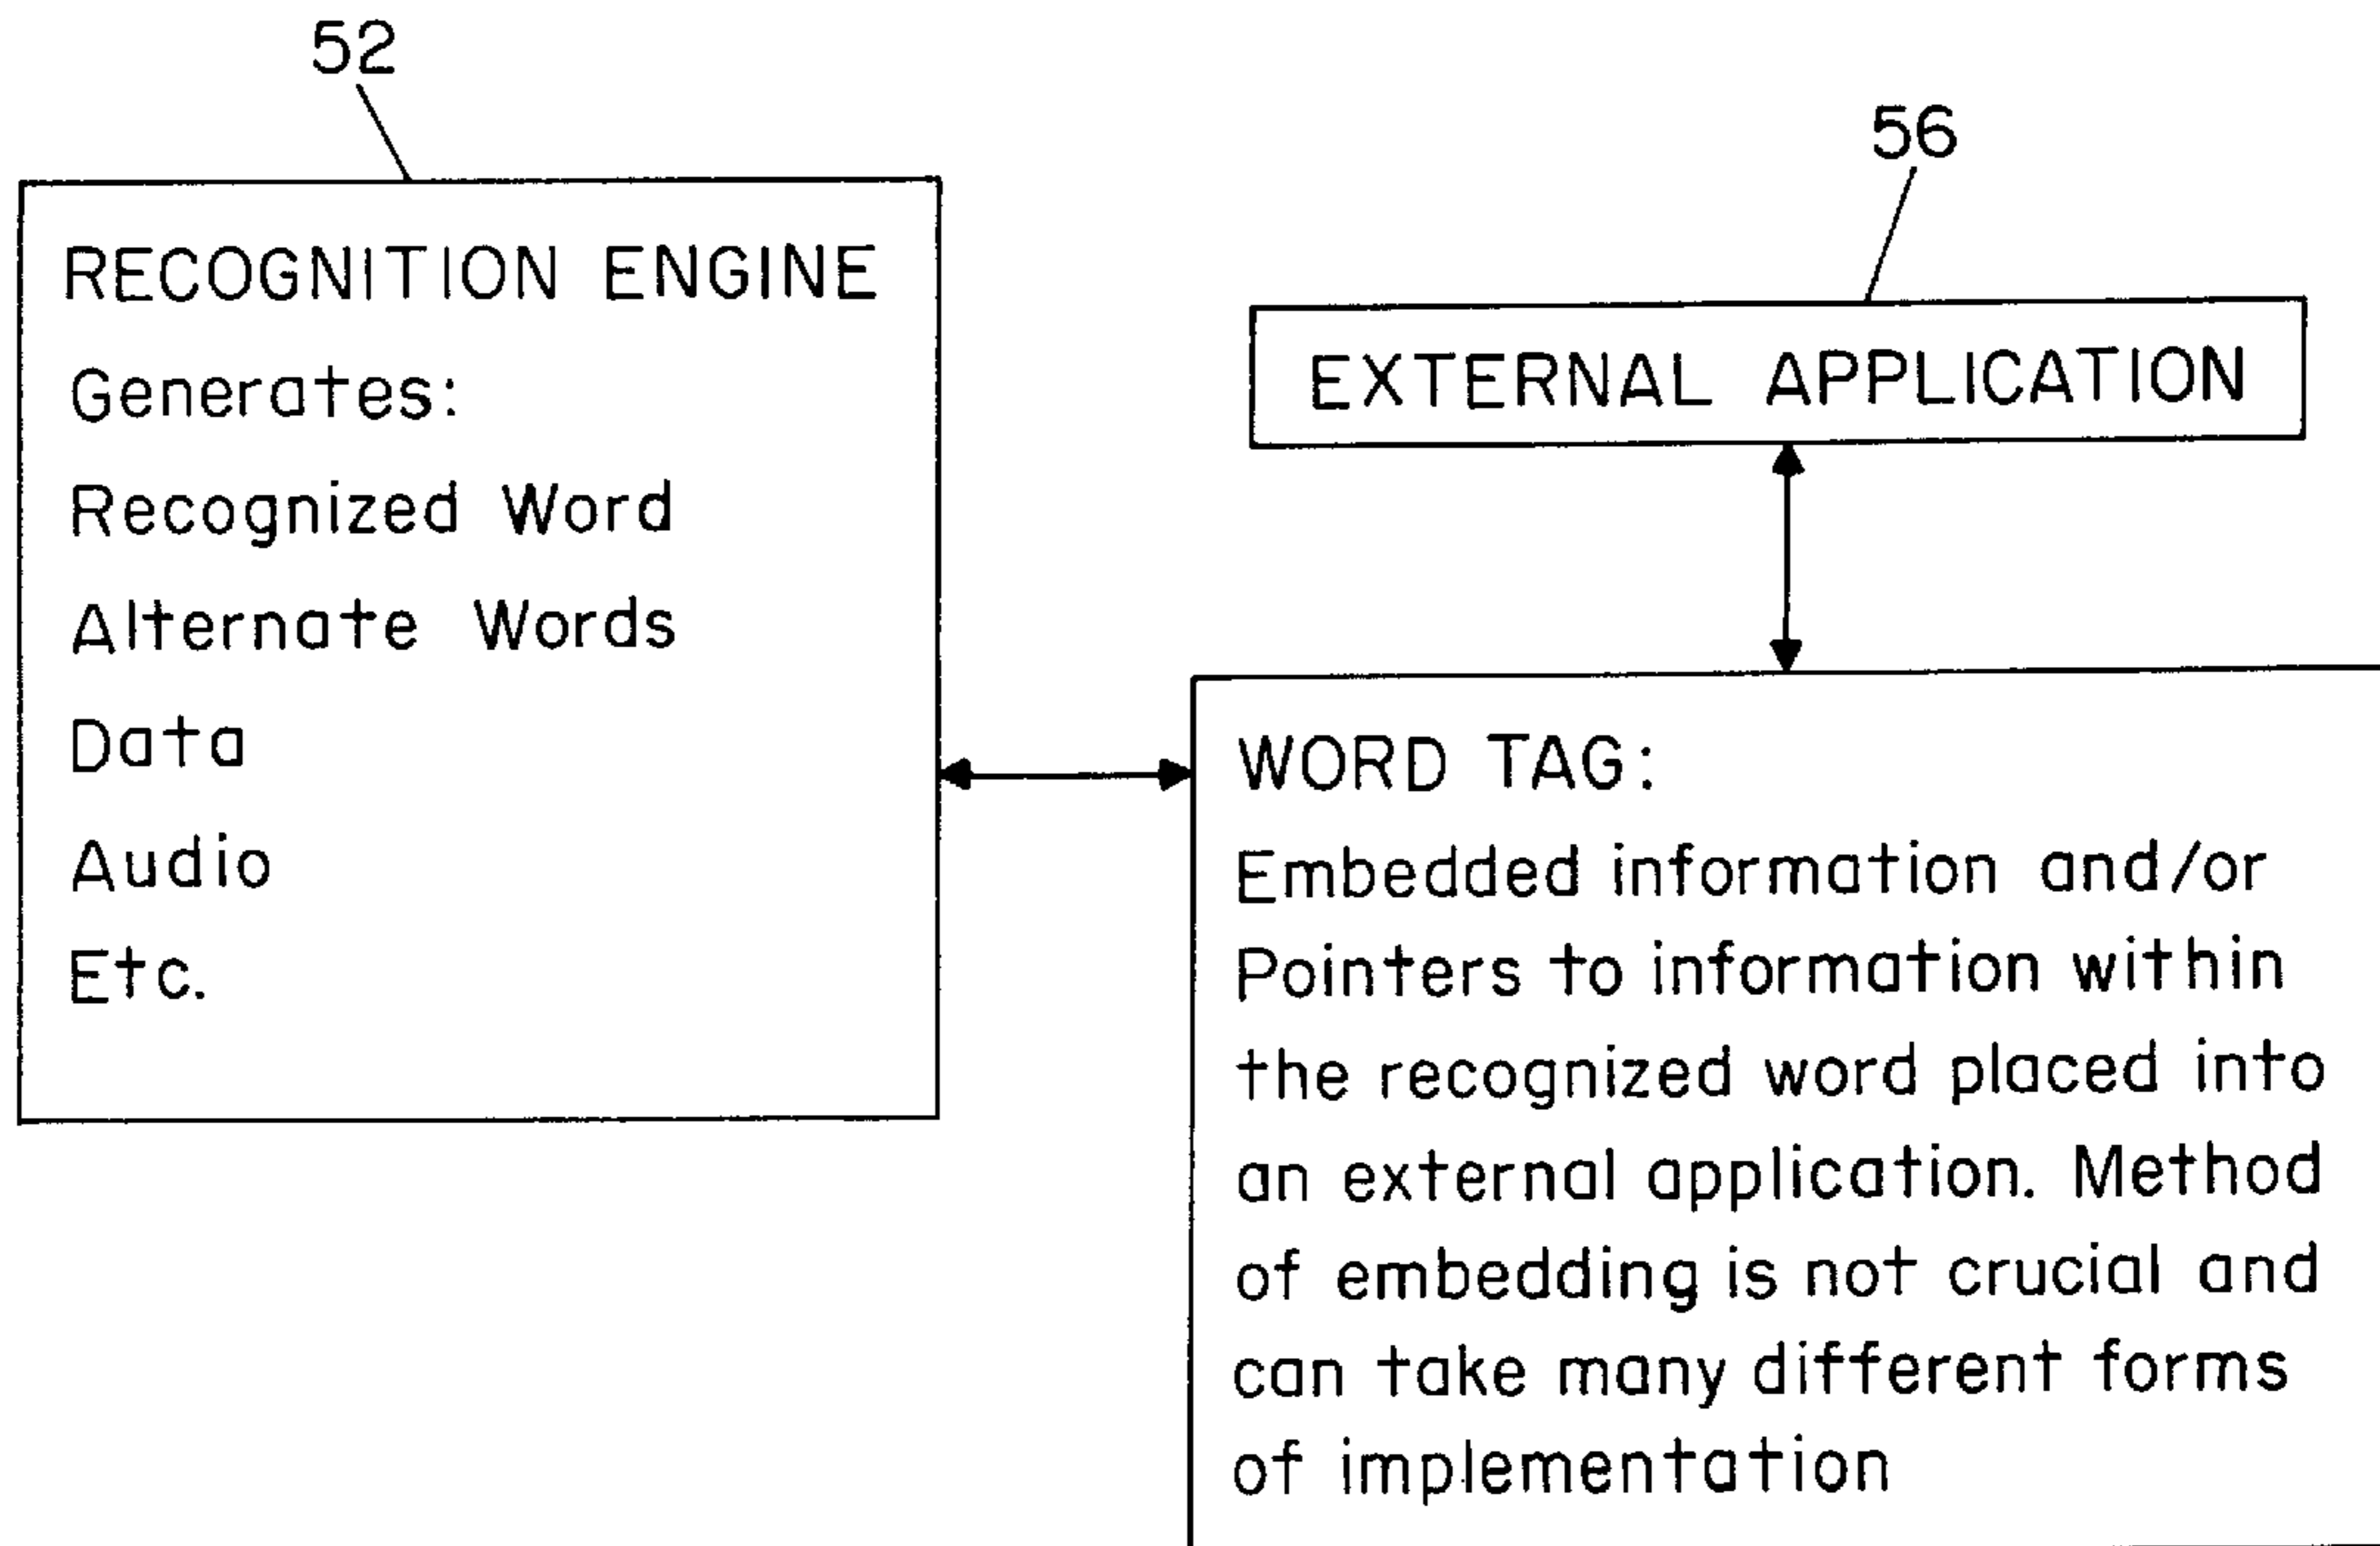 52
RECOGNITION ENGINE
Generates:
Recognized Word
Alternate Words
Data
Audio
Etc.
56
EXTERNAL APPLICATION
WORD TAG:
Embedded information and/or
Pointers to information within
the recognized word placed into
an external application. Method
of embedding is not crucial and
can take many different forms
of implementation